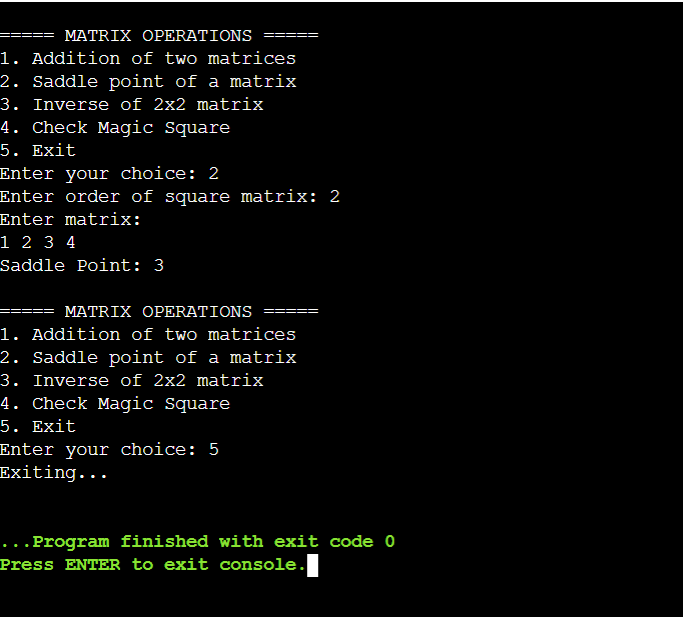 ===== MATRIX OPERATIONS =====
1. Addition of two matrices
2. Saddle point of a matrix
3. Inverse of 2x2 matrix
4. Check Magic Square
5. Exit
Enter your choice: 2
Enter order of square matrix: 2
Enter matrix:
1 2 3 4
Saddle Point: 3
===== MATRIX OPERATIONS =====
1. Addition of two matrices
2. Saddle point of a matrix
3. Inverse of 2x2 matrix
4. Check Magic Square
5. Exit
Enter your choice: 5
Exiting...
...Program finished with exit code 0
Press ENTER to exit console.